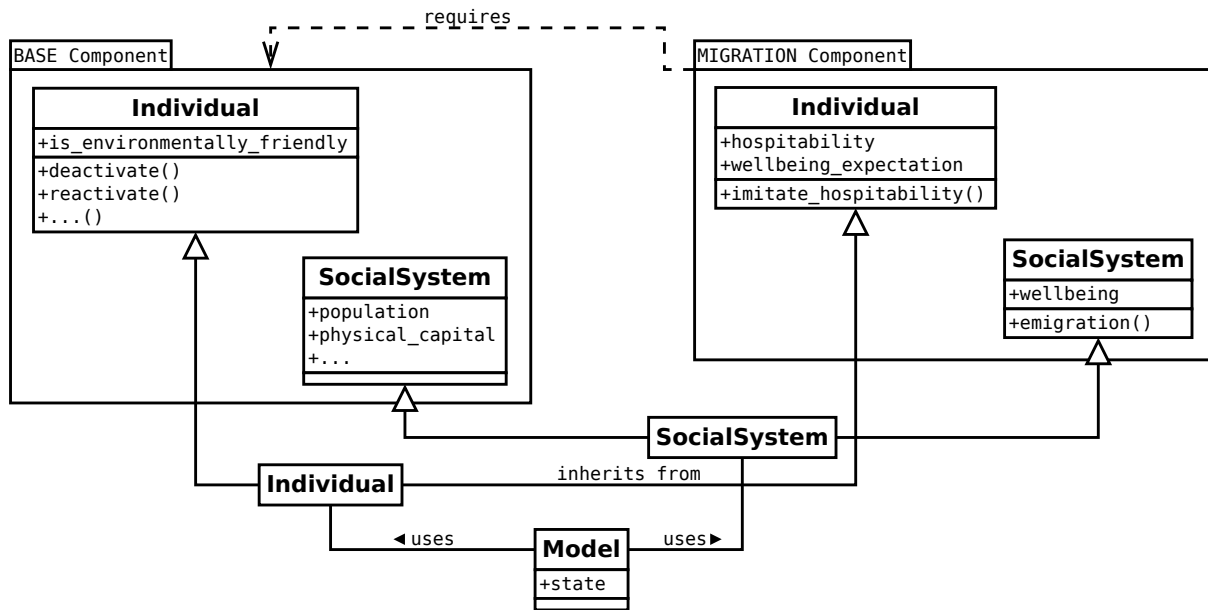 requires
BASE Component
Individual
+is_environmentally_friendly
+deactivate()
+reactivate()
+...()
SocialSystem
+population
+physical_capital
+...
MIGRATION Component
Individual
+hospitability
+wellbeing_expectation
+imitate_hospitability()
SocialSystem
+wellbeing
+emigration()
SocialSystem
Individual
inherits from
◄ uses
uses►
Model
+state